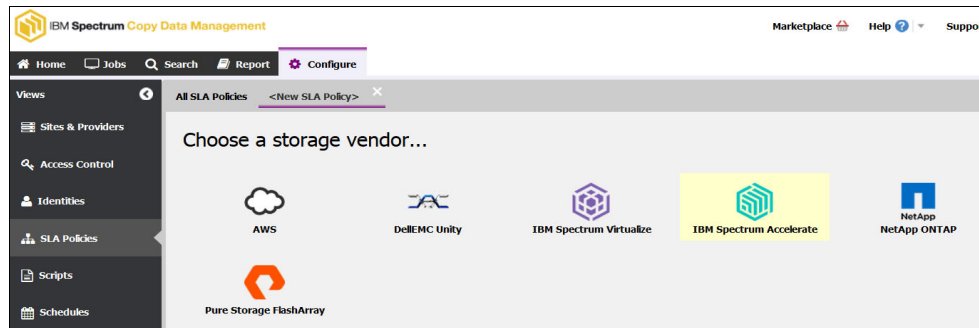 IBM Spectrum Copy Data Management
Marketplace Help ? Suppo
Home Jobs Search Report Configure
Views
All SLA Policies <New SLA Policy>
Sites & Providers
Choose a storage vendor...
Access Control
Identities
SLA Policies
Scripts
Schedules
AWS
DellEMC Unity
IBM Spectrum Virtualize
IBM Spectrum Accelerate
NetApp
NetApp ONTAP
Pure Storage FlashArray